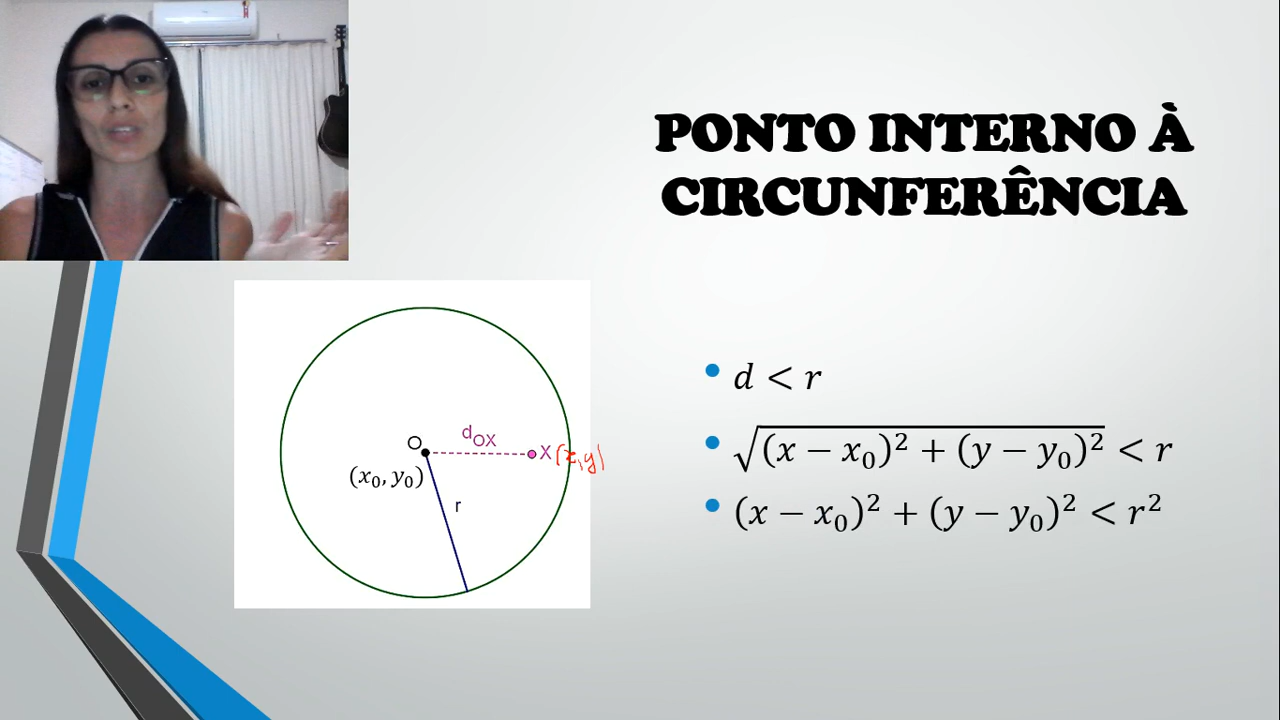 PONTO INTERNO À
CIRCUNFERÊNCIA
O
d_OX
X (x,y)
(x₀, y₀)
r
• d < r
• √((x − x₀)² + (y − y₀)²) < r
• (x − x₀)² + (y − y₀)² < r²